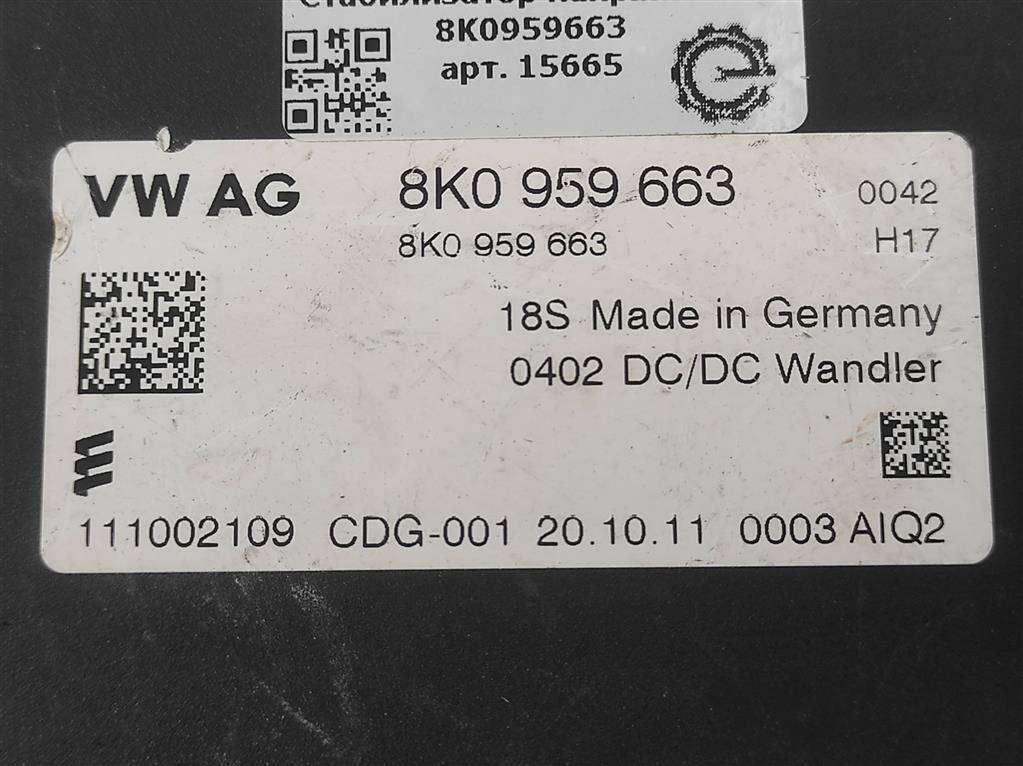 Стабилизатор
8K0959663
арт. 15665
VW AG 8K0 959 663 0042
8K0 959 663 H17
18S Made in Germany
0402 DC/DC Wandler
111002109 CDG-001 20.10.11 0003 AIQ2